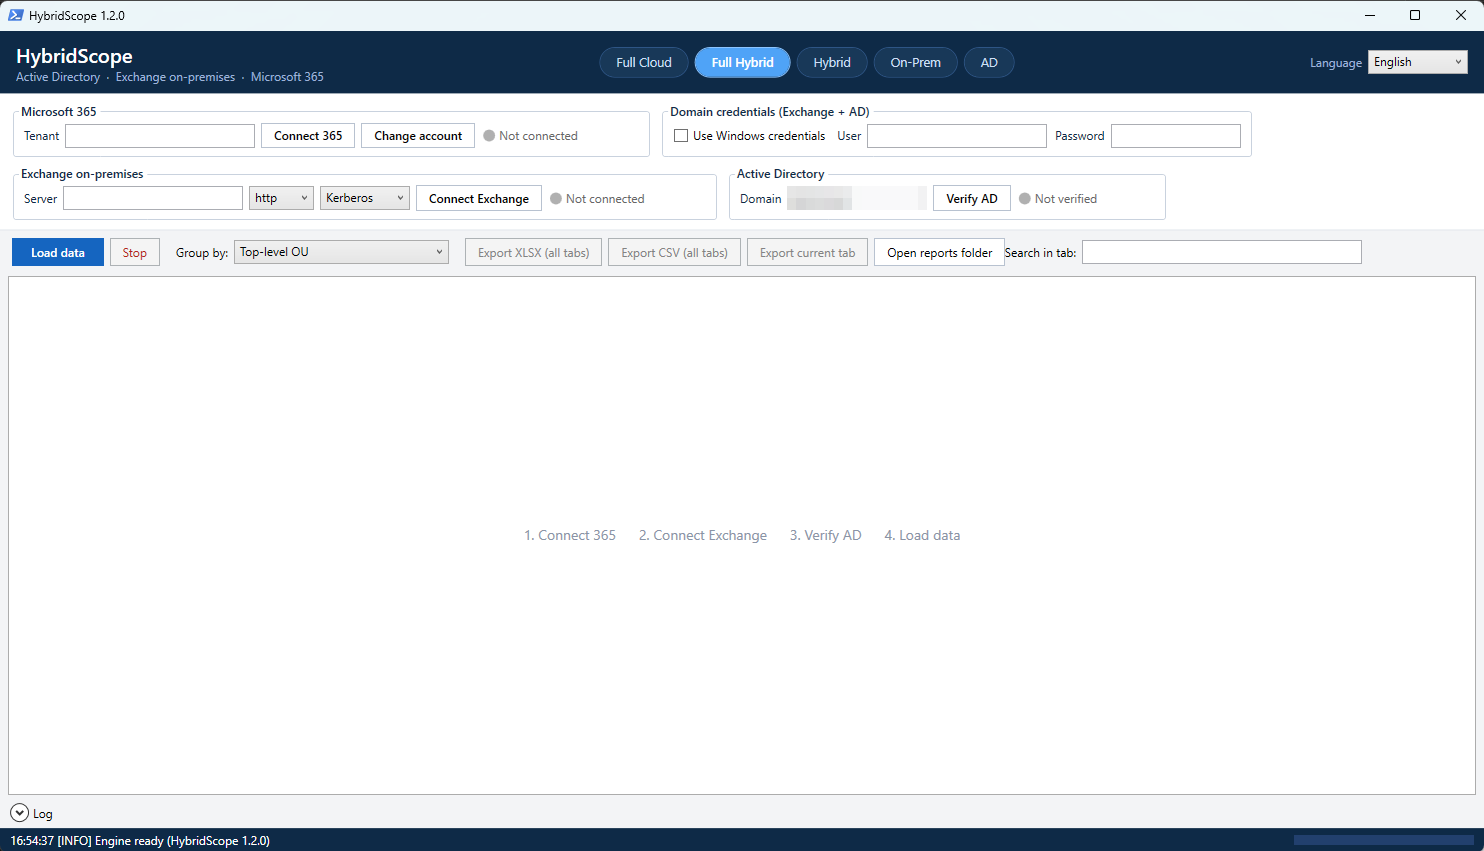 HybridScope 1.2.0
HybridScope
Active Directory · Exchange on-premises · Microsoft 365
Full Cloud Full Hybrid Hybrid On-Prem AD
Language English
Microsoft 365
Tenant Connect 365 Change account Not connected
Domain credentials (Exchange + AD)
Use Windows credentials User Password
Exchange on-premises
Server http Kerberos Connect Exchange Not connected
Active Directory
Domain Verify AD Not verified
Load data Stop Group by: Top-level OU Export XLSX (all tabs) Export CSV (all tabs) Export current tab Open reports folder Search in tab:
1. Connect 365 2. Connect Exchange 3. Verify AD 4. Load data
Log
16:54:37 [INFO] Engine ready (HybridScope 1.2.0)